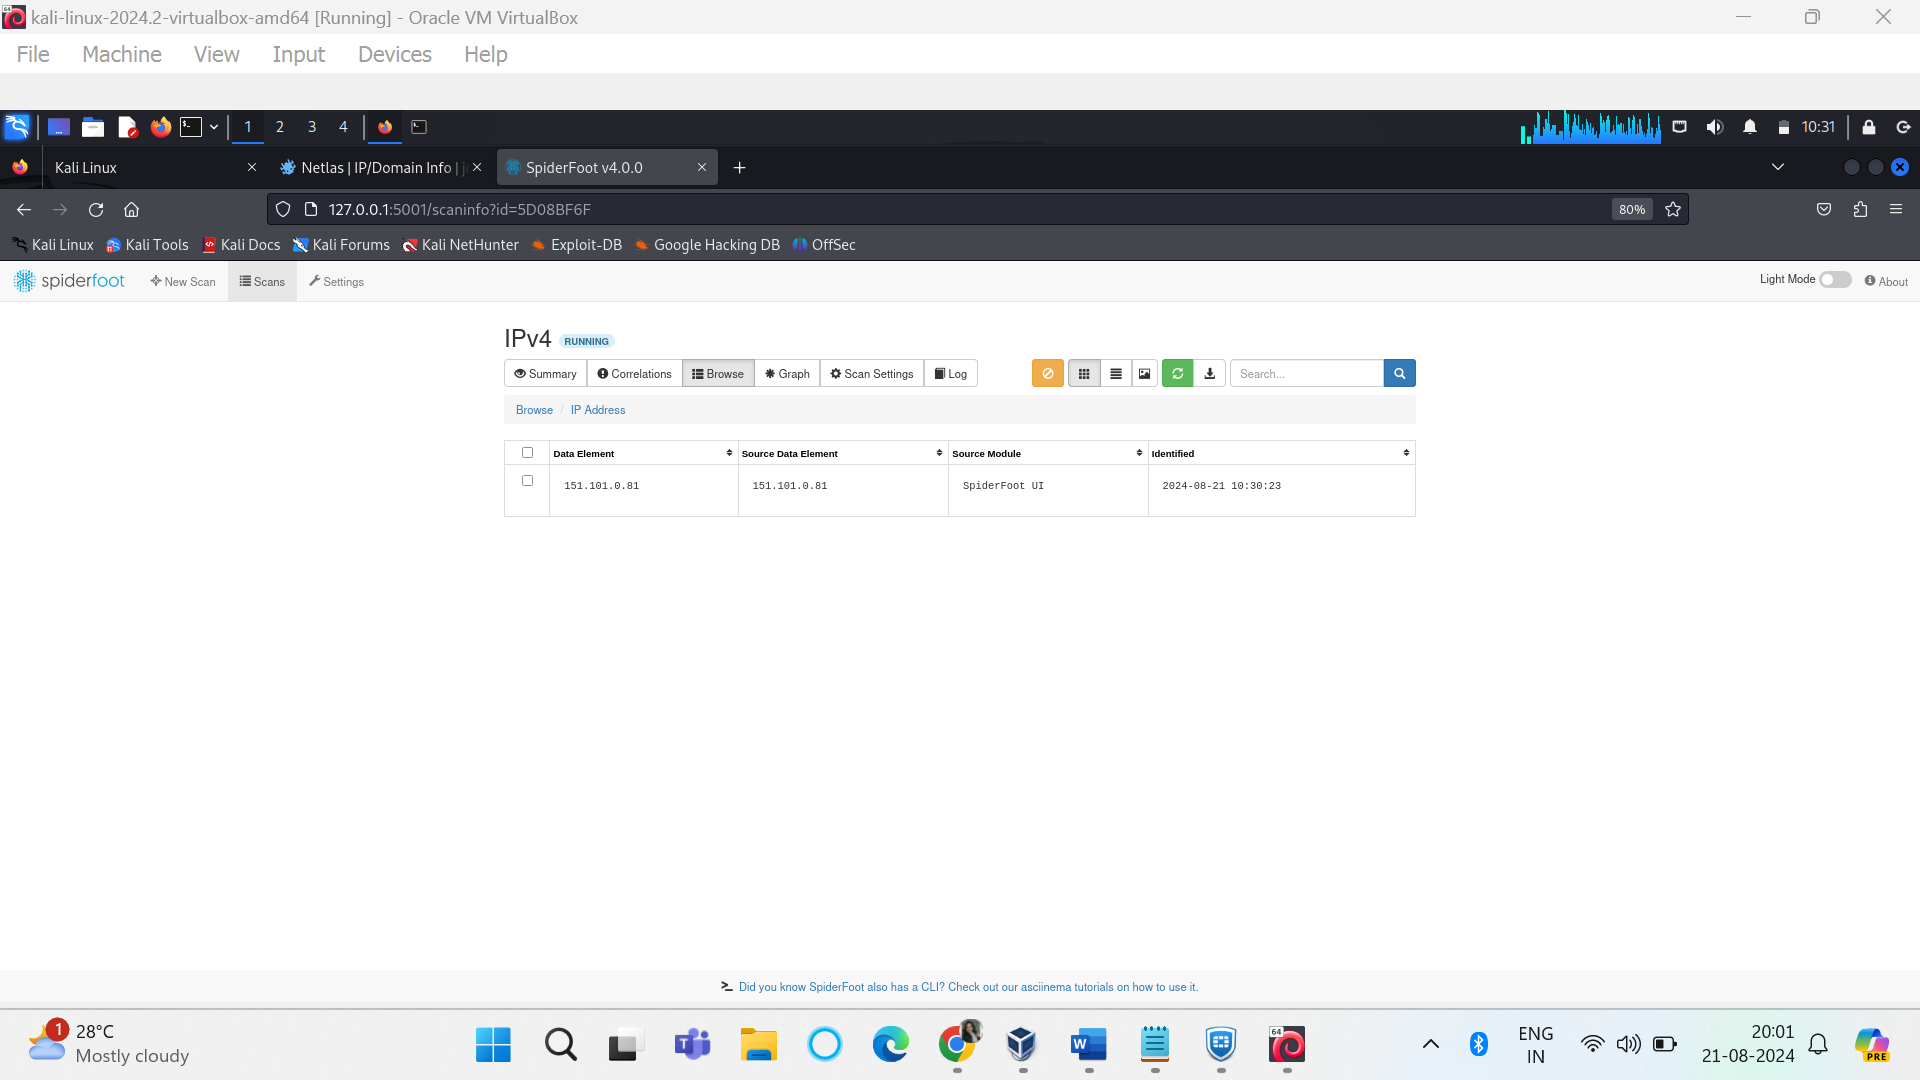 kali-linux-2024.2-virtualbox-amd64 [Running] - Oracle VM VirtualBox
File Machine View Input Devices Help
1 2 3 4 10:31
Kali Linux Netlas | IP/Domain Info | SpiderFoot v4.0.0
127.0.0.1:5001/scaninfo?id=5D08BF6F 80%
Kali Linux Kali Tools Kali Docs Kali Forums Kali NetHunter Exploit-DB Google Hacking DB OffSec
spiderfoot New Scan Scans Settings Light Mode About
IPv4 RUNNING
Summary Correlations Browse Graph Scan Settings Log Search...
Browse / IP Address
Data Element Source Data Element Source Module Identified
151.101.0.81 151.101.0.81 SpiderFoot UI 2024-08-21 10:30:23
Did you know SpiderFoot also has a CLI? Check out our asciinema tutorials on how to use it.
1 28°C 64 ENG 20:01
Mostly cloudy IN 21-08-2024 PRE